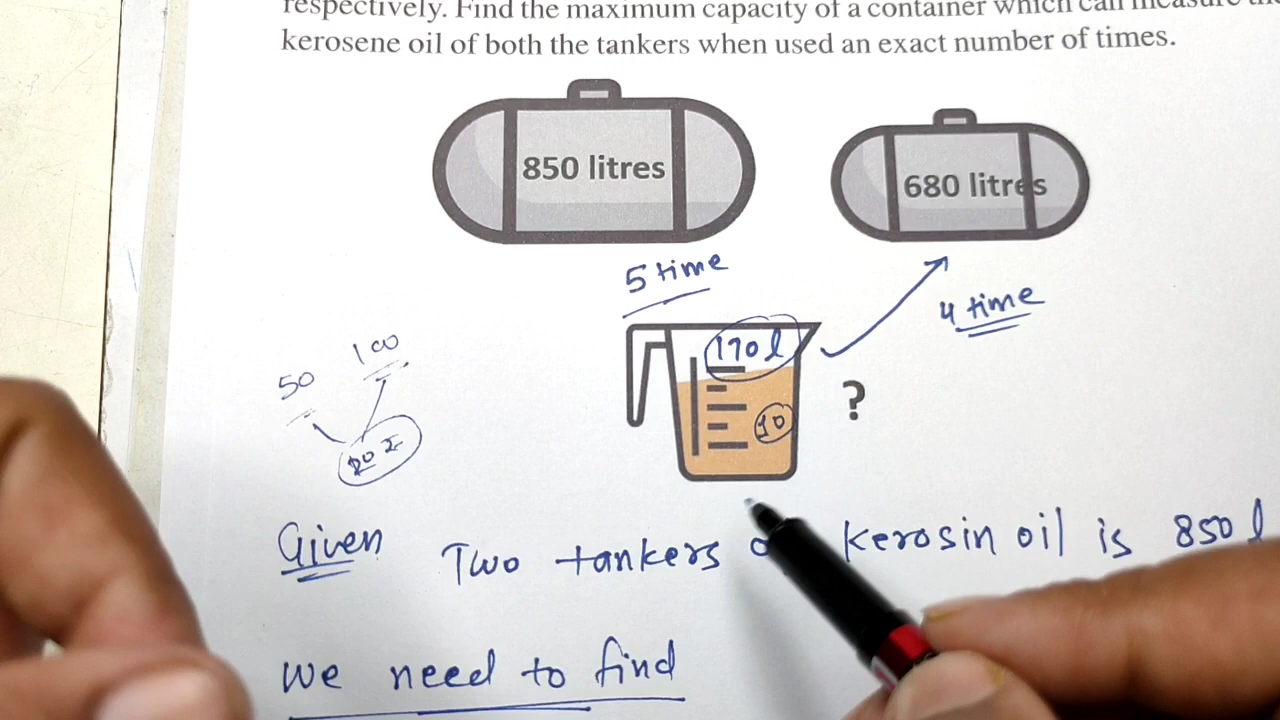 respectively. Find the maximum capacity of a container which can measure the
kerosene oil of both the tankers when used an exact number of times.
850 litres
680 litres
5 time
4 time
170 l
100
50
10
?
Given Two tankers kerosin oil is 850 l
we need to find